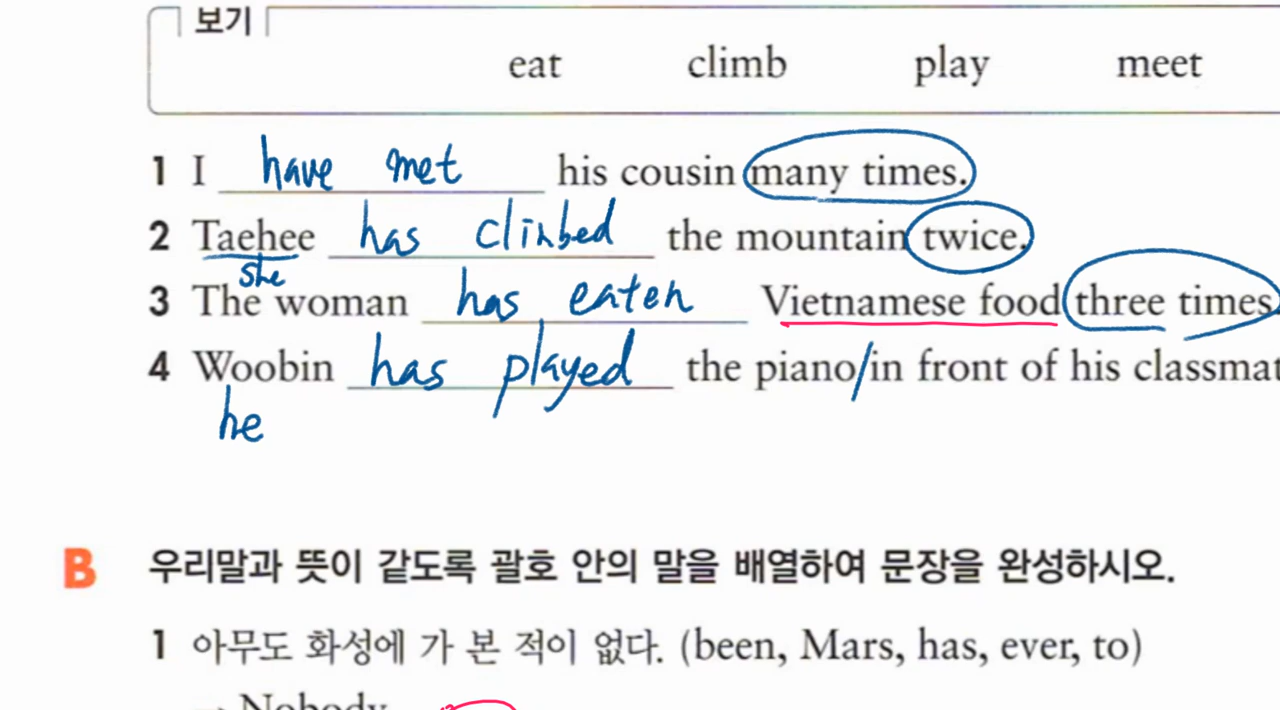 보기
eat climb play meet
1 I have met his cousin many times.
2 Taehee has climbed the mountain twice.
she
3 The woman has eaten Vietnamese food three times.
4 Woobin has played the piano/in front of his classmat
he
B 우리말과 뜻이 같도록 괄호 안의 말을 배열하여 문장을 완성하시오.
1 아무도 화성에 가 본 적이 없다. (been, Mars, has, ever, to)
→ Nobody